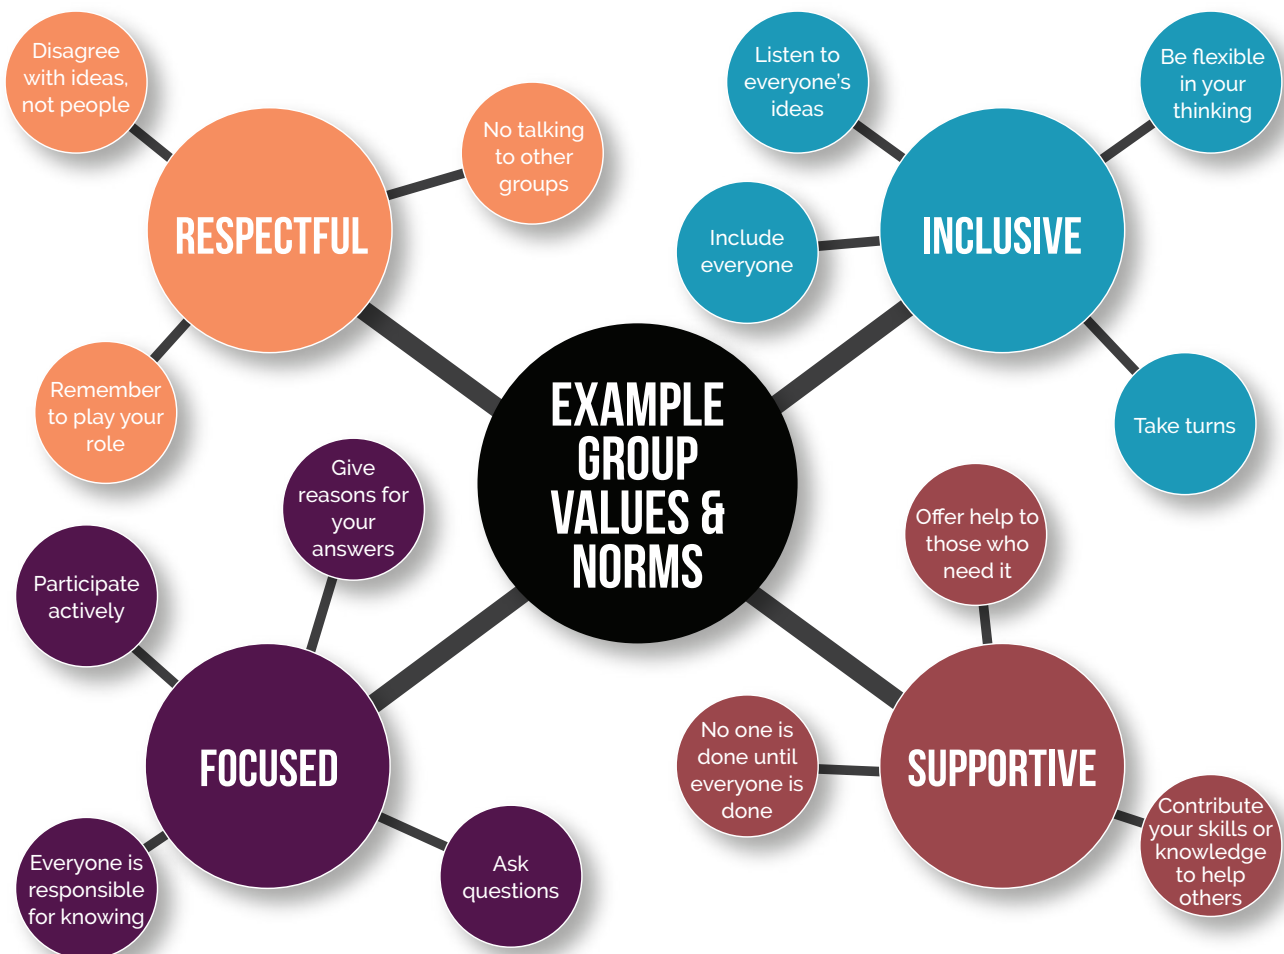 EXAMPLE
GROUP
VALUES &
NORMS
RESPECTFUL
Disagree
with ideas,
not people
No talking
to other
groups
Remember
to play your
role
INCLUSIVE
Listen to
everyone's
ideas
Be flexible
in your
thinking
Include
everyone
Take turns
FOCUSED
Give
reasons for
your
answers
Participate
actively
Everyone is
responsible
for knowing
Ask
questions
SUPPORTIVE
Offer help to
those who
need it
No one is
done until
everyone is
done
Contribute
your skills or
knowledge
to help
others